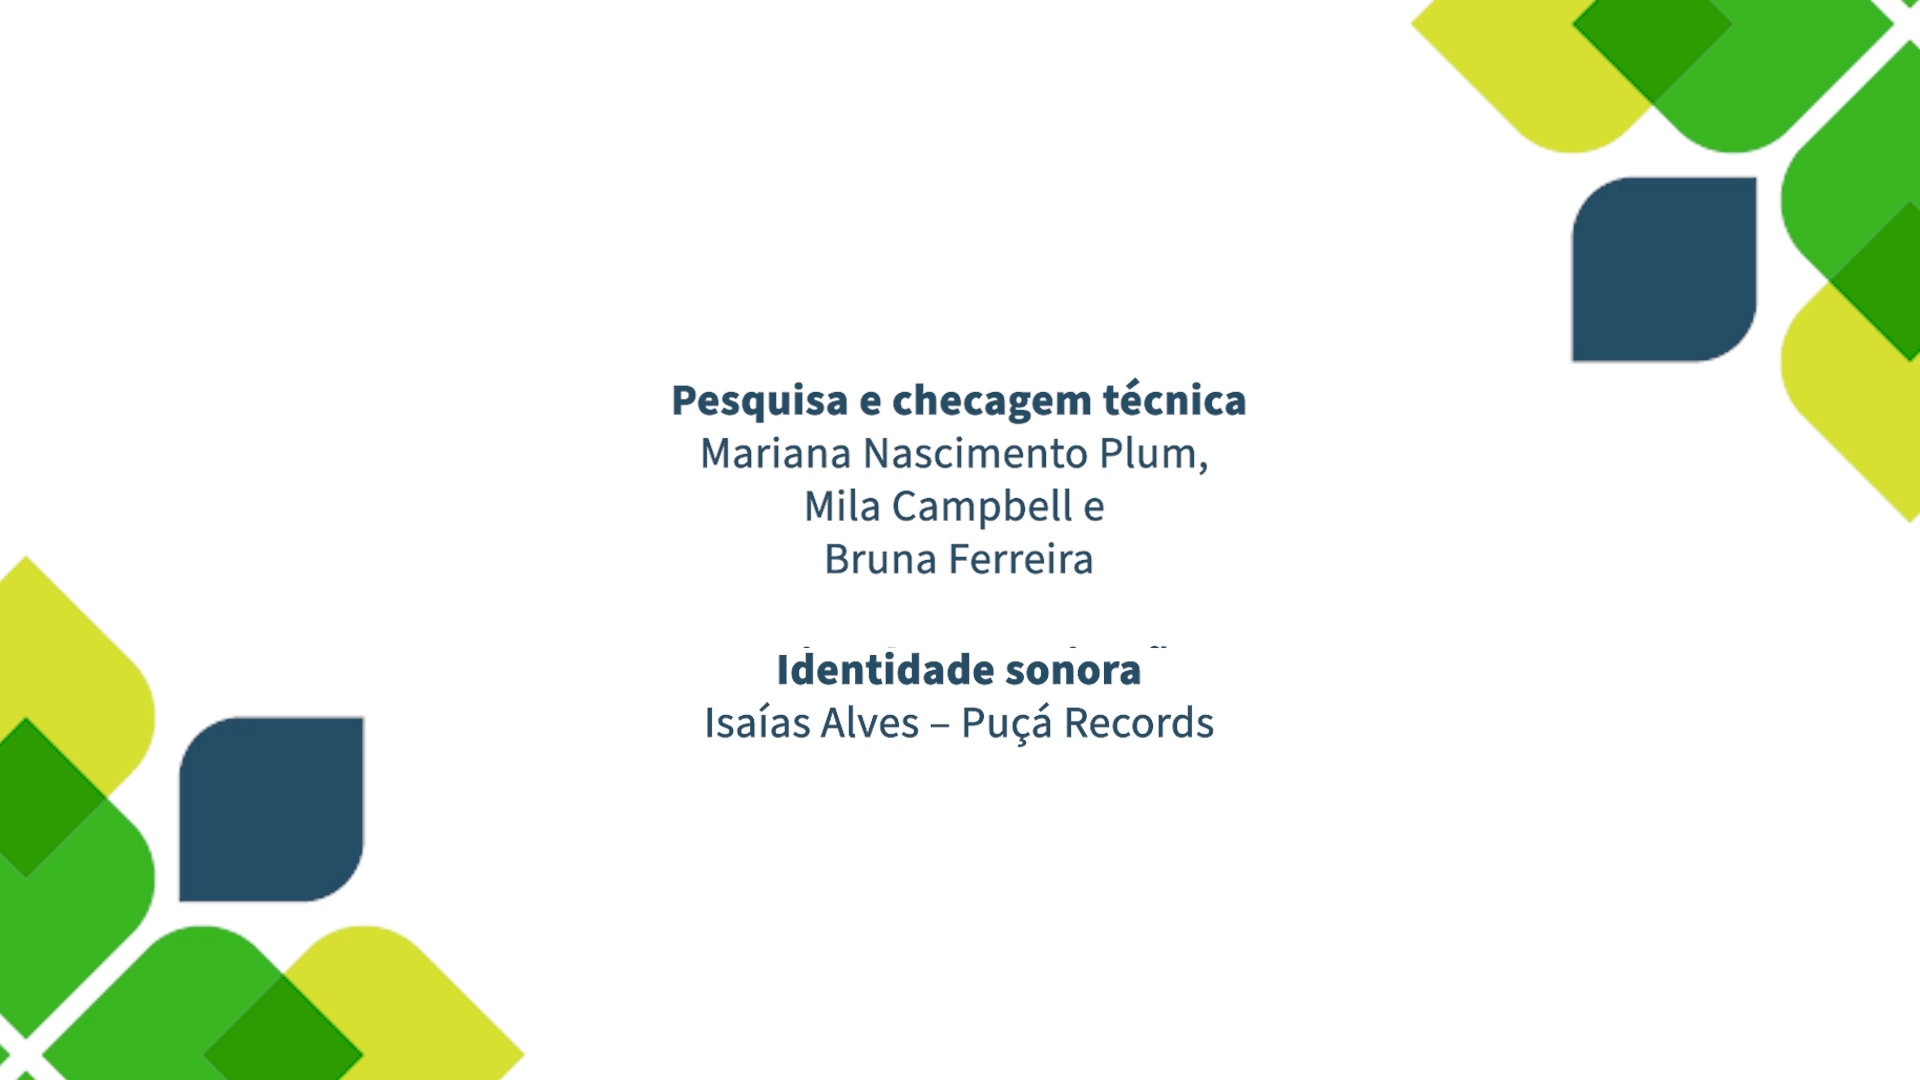 Pesquisa e checagem técnica
Mariana Nascimento Plum,
Mila Campbell e
Bruna Ferreira
Identidade sonora
Isaías Alves – Puçá Records